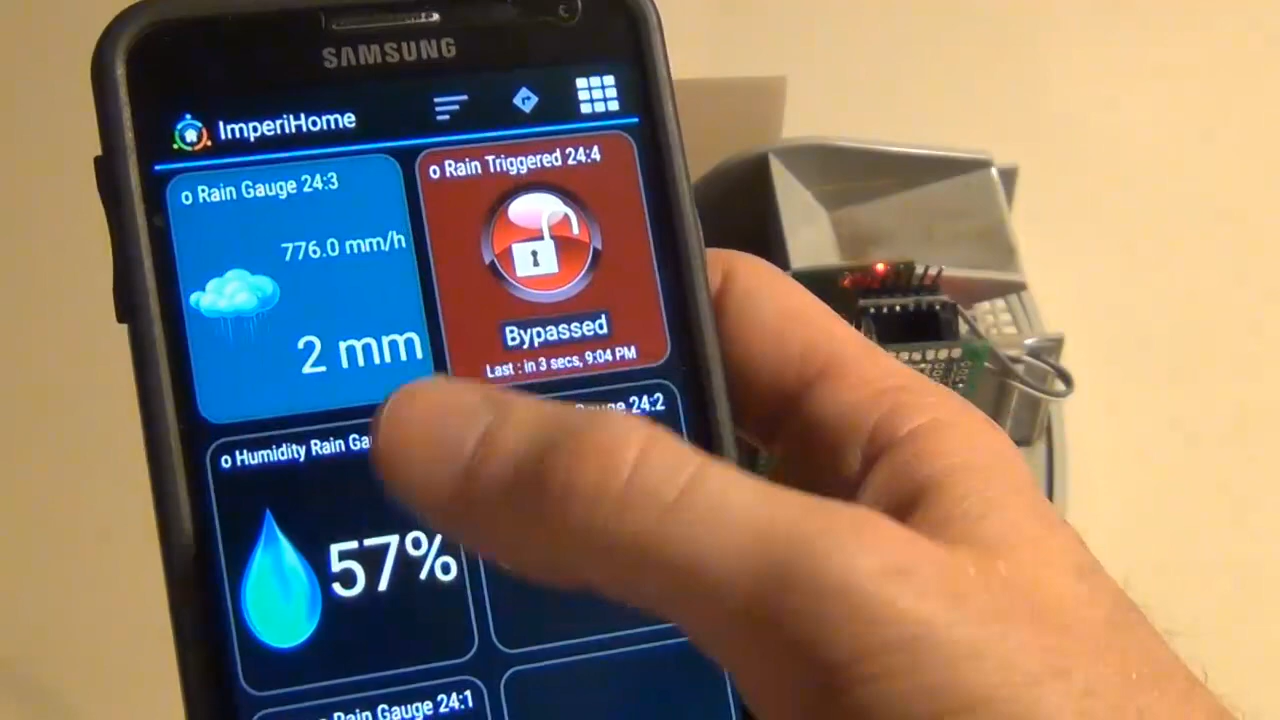 SAMSUNG
ImperiHome
o Rain Gauge 24:3
776.0 mm/h
2 mm
o Rain Triggered 24:4
Bypassed
Last : in 3 secs, 9:04 PM
o Humidity Rain
57%
Gauge 24:2
Rain Gauge 24:1